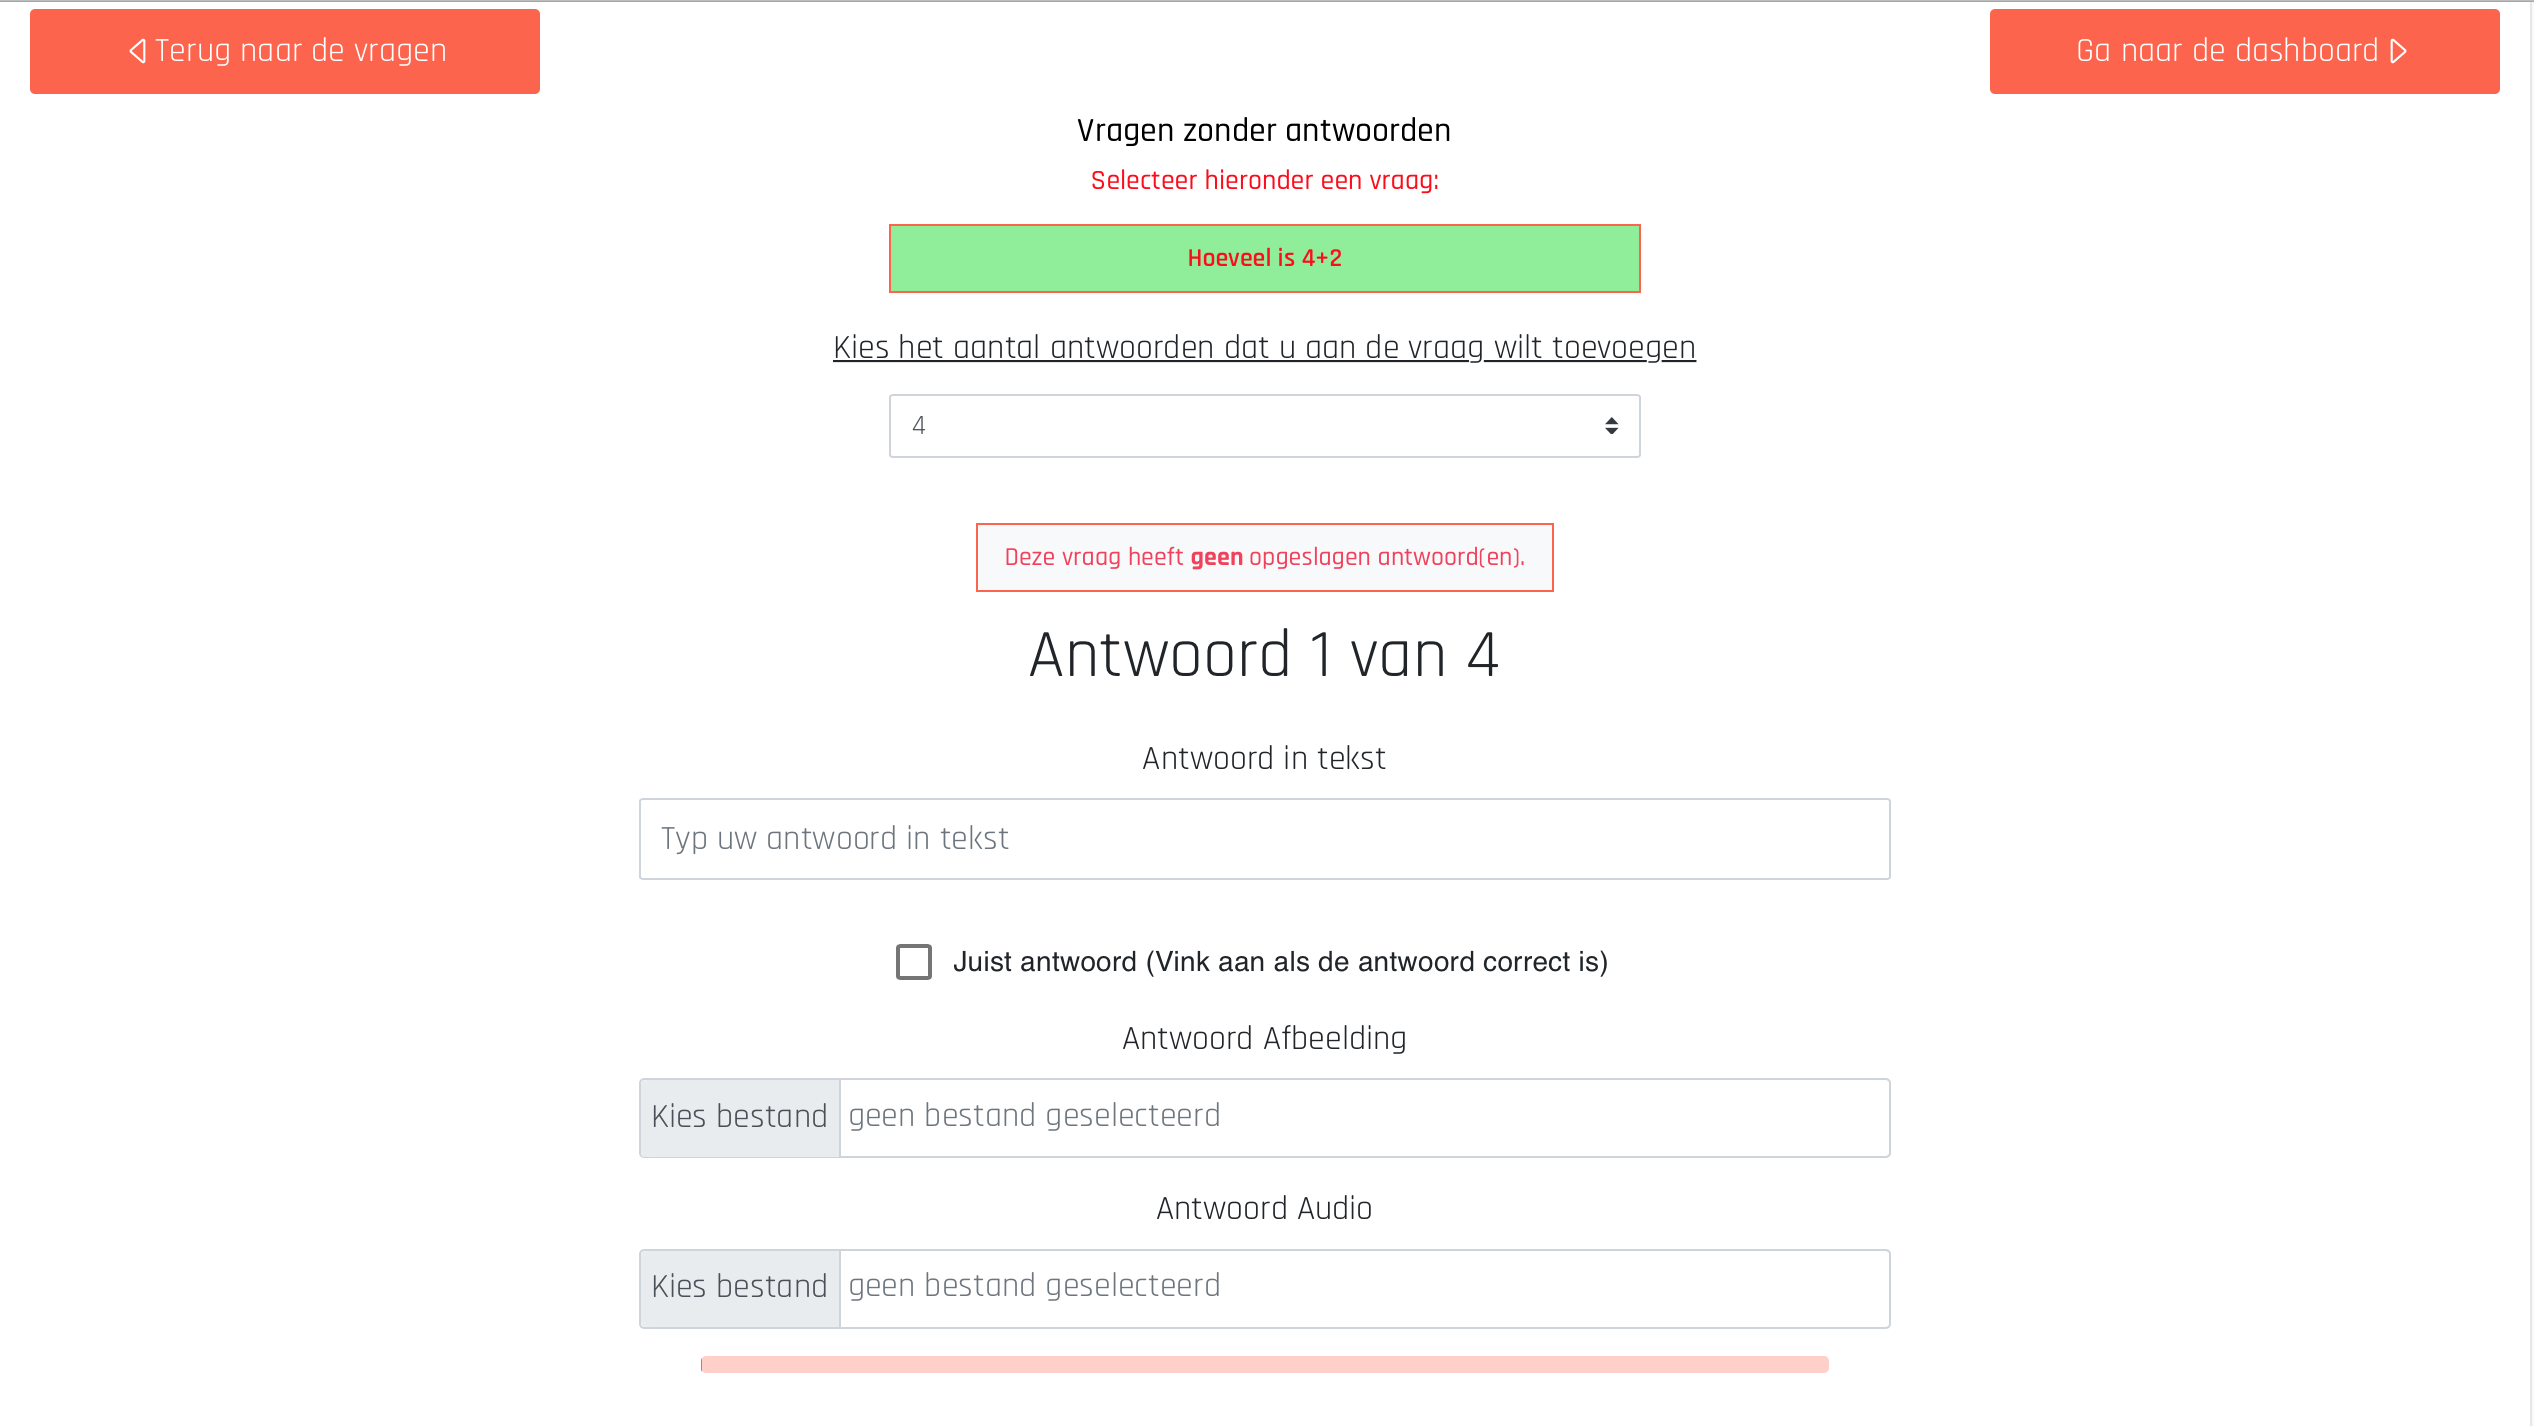 Terug naar de vragen
Ga naar de dashboard
Vragen zonder antwoorden
Selecteer hieronder een vraag:
Hoeveel is 4+2
Kies het aantal antwoorden dat u aan de vraag wilt toevoegen
4
Deze vraag heeft geen opgeslagen antwoord(en).
Antwoord 1 van 4
Antwoord in tekst
Typ uw antwoord in tekst
Juist antwoord (Vink aan als de antwoord correct is)
Antwoord Afbeelding
Kies bestand geen bestand geselecteerd
Antwoord Audio
Kies bestand geen bestand geselecteerd